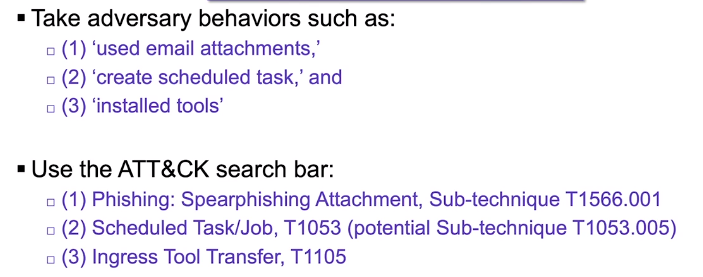 ▪ Take adversary behaviors such as:
□ (1) ‘used email attachments,’
□ (2) ‘create scheduled task,’ and
□ (3) ‘installed tools’
▪ Use the ATT&CK search bar:
□ (1) Phishing: Spearphishing Attachment, Sub-technique T1566.001
□ (2) Scheduled Task/Job, T1053 (potential Sub-technique T1053.005)
□ (3) Ingress Tool Transfer, T1105